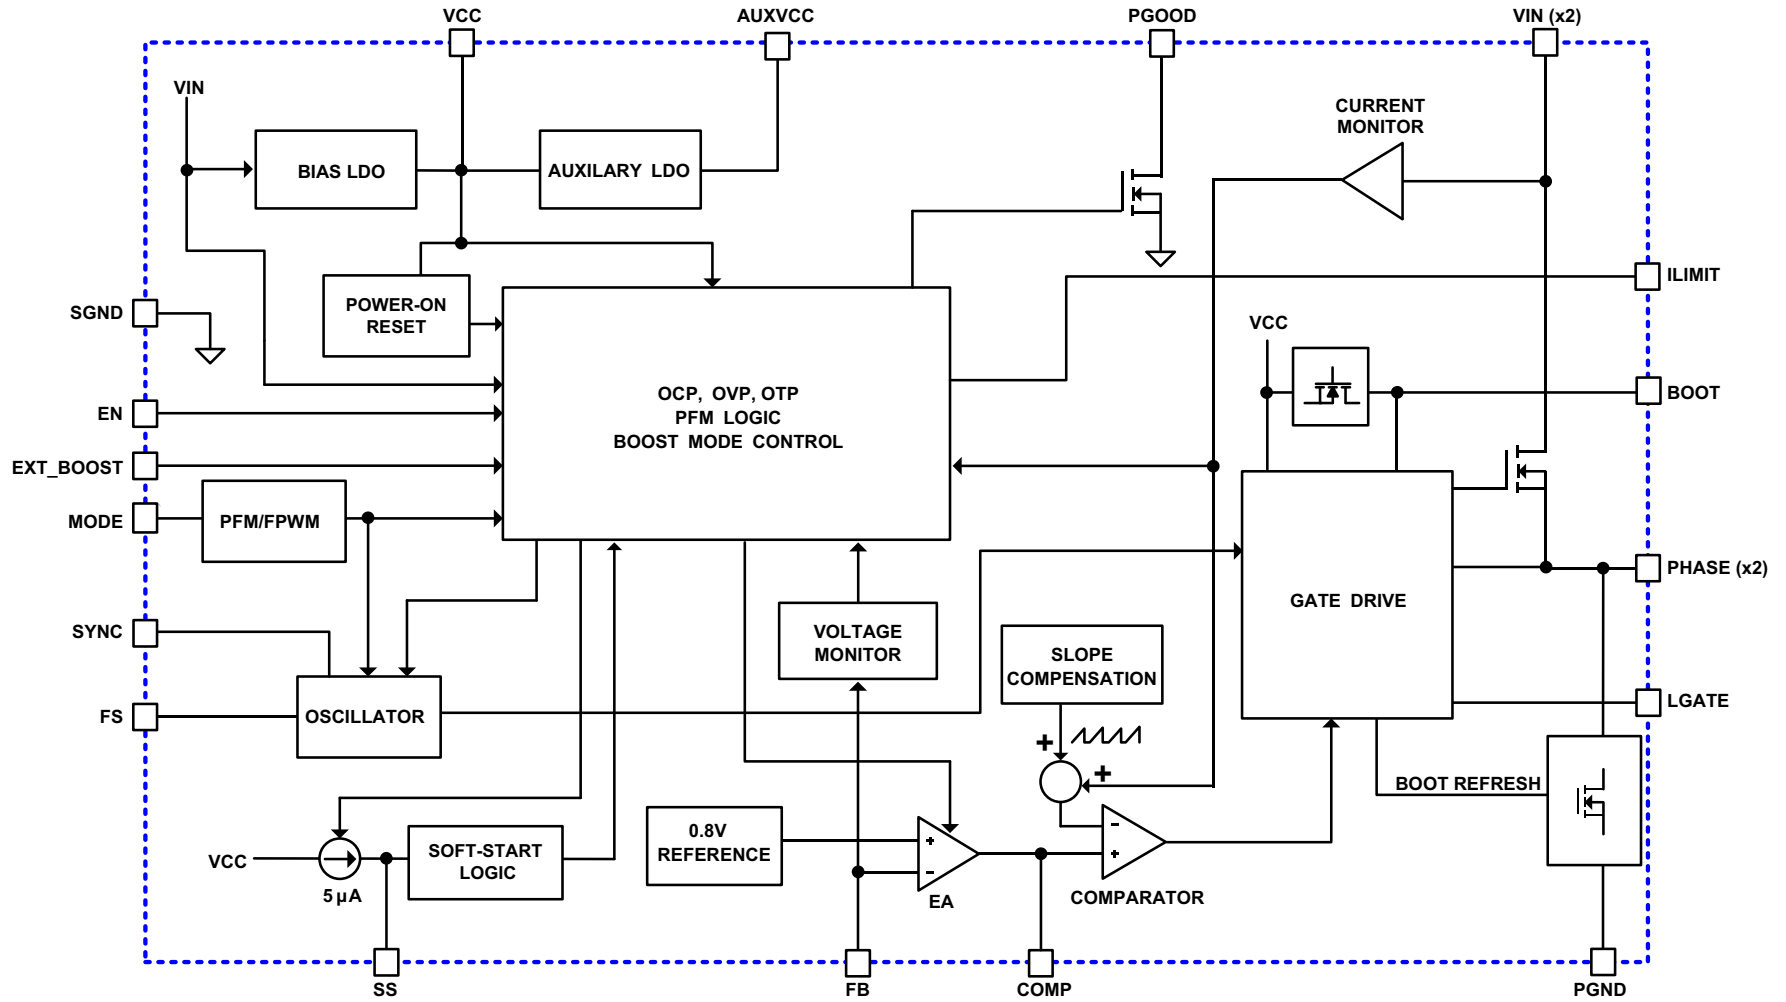 VCC
AUXVCC
PGOOD
VIN (x2)
VIN
CURRENT
MONITOR
BIAS LDO
AUXILARY LDO
ILIMIT
SGND
POWER-ON
RESET
VCC
OCP, OVP, OTP
PFM LOGIC
BOOST MODE CONTROL
BOOT
EN
EXT_BOOST
MODE
PFM/FPWM
PHASE (x2)
GATE DRIVE
SYNC
VOLTAGE
MONITOR
SLOPE
COMPENSATION
FS
OSCILLATOR
LGATE
+
+
BOOT REFRESH
0.8V
REFERENCE
+
−
−
+
VCC
SOFT-START
LOGIC
5 µA
EA
COMPARATOR
SS
FB
COMP
PGND